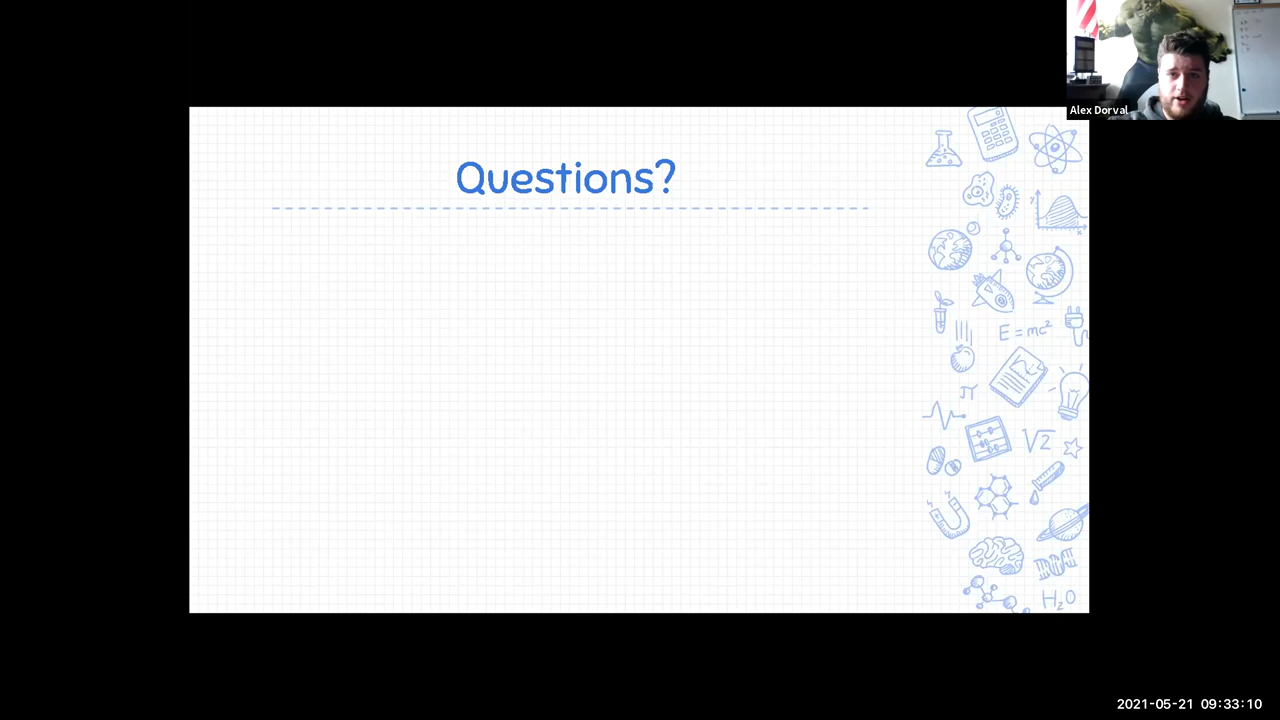 Alex Dorval
Questions?
y
x
E=mc²
π
√2
H₂O
2021-05-21 09:33:10